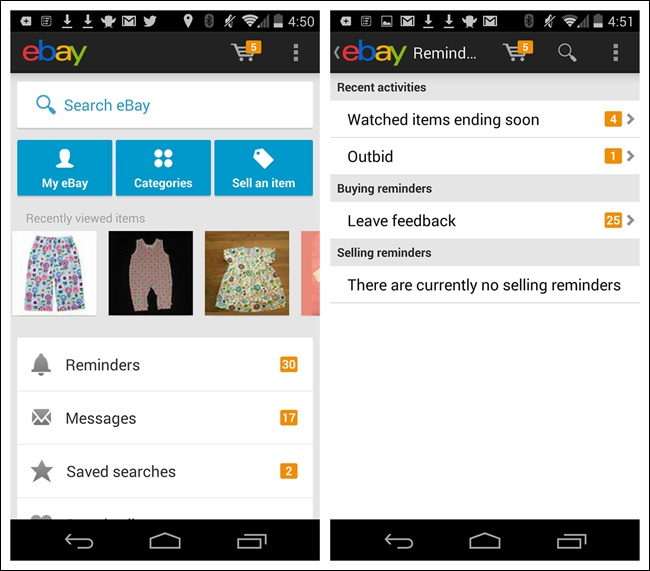 4:50
ebay
5
Search eBay
My eBay
Categories
Sell an item
Recently viewed items
Reminders 30
Messages 17
Saved searches 2
4:51
ebay Remind... 5
Recent activities
Watched items ending soon 4
Outbid 1
Buying reminders
Leave feedback 25
Selling reminders
There are currently no selling reminders